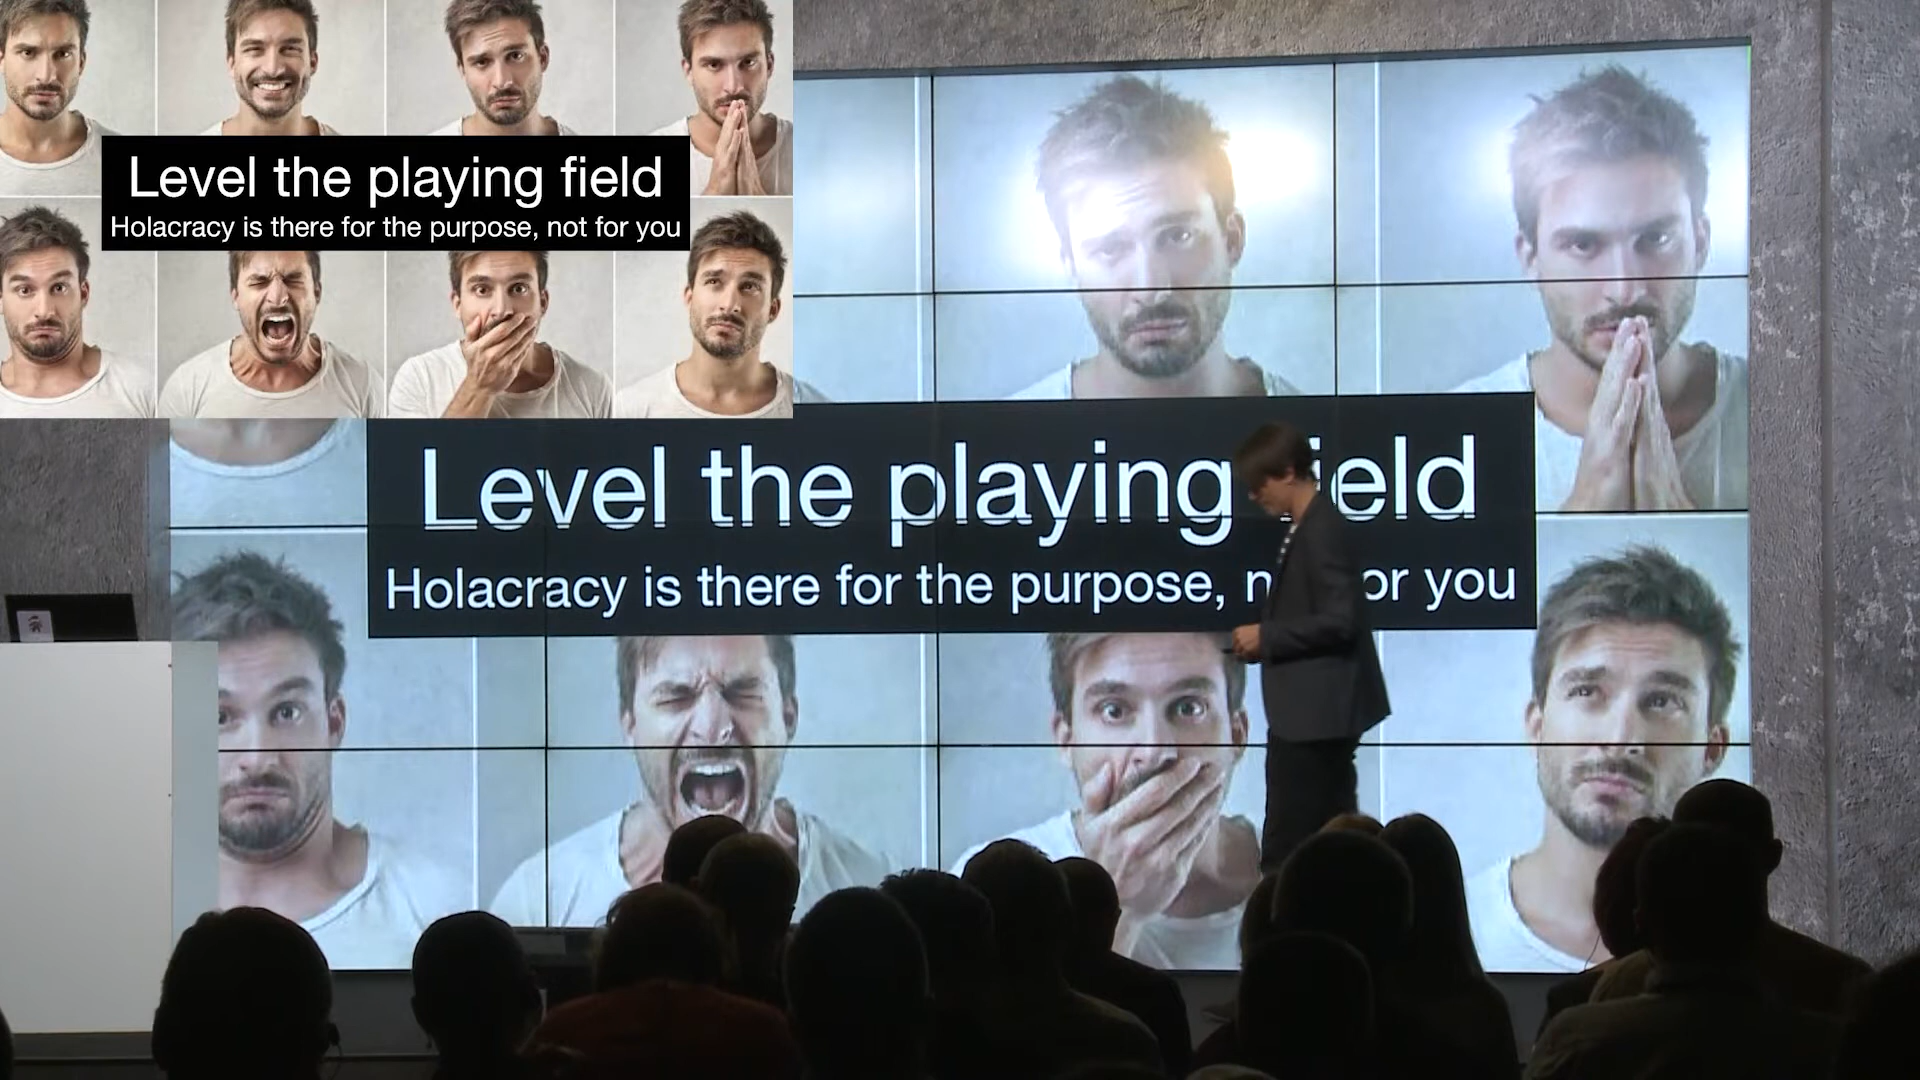 Level the playing field
Holacracy is there for the purpose, not for you
Level the playing ield
Holacracy is there for the purpose, n or you